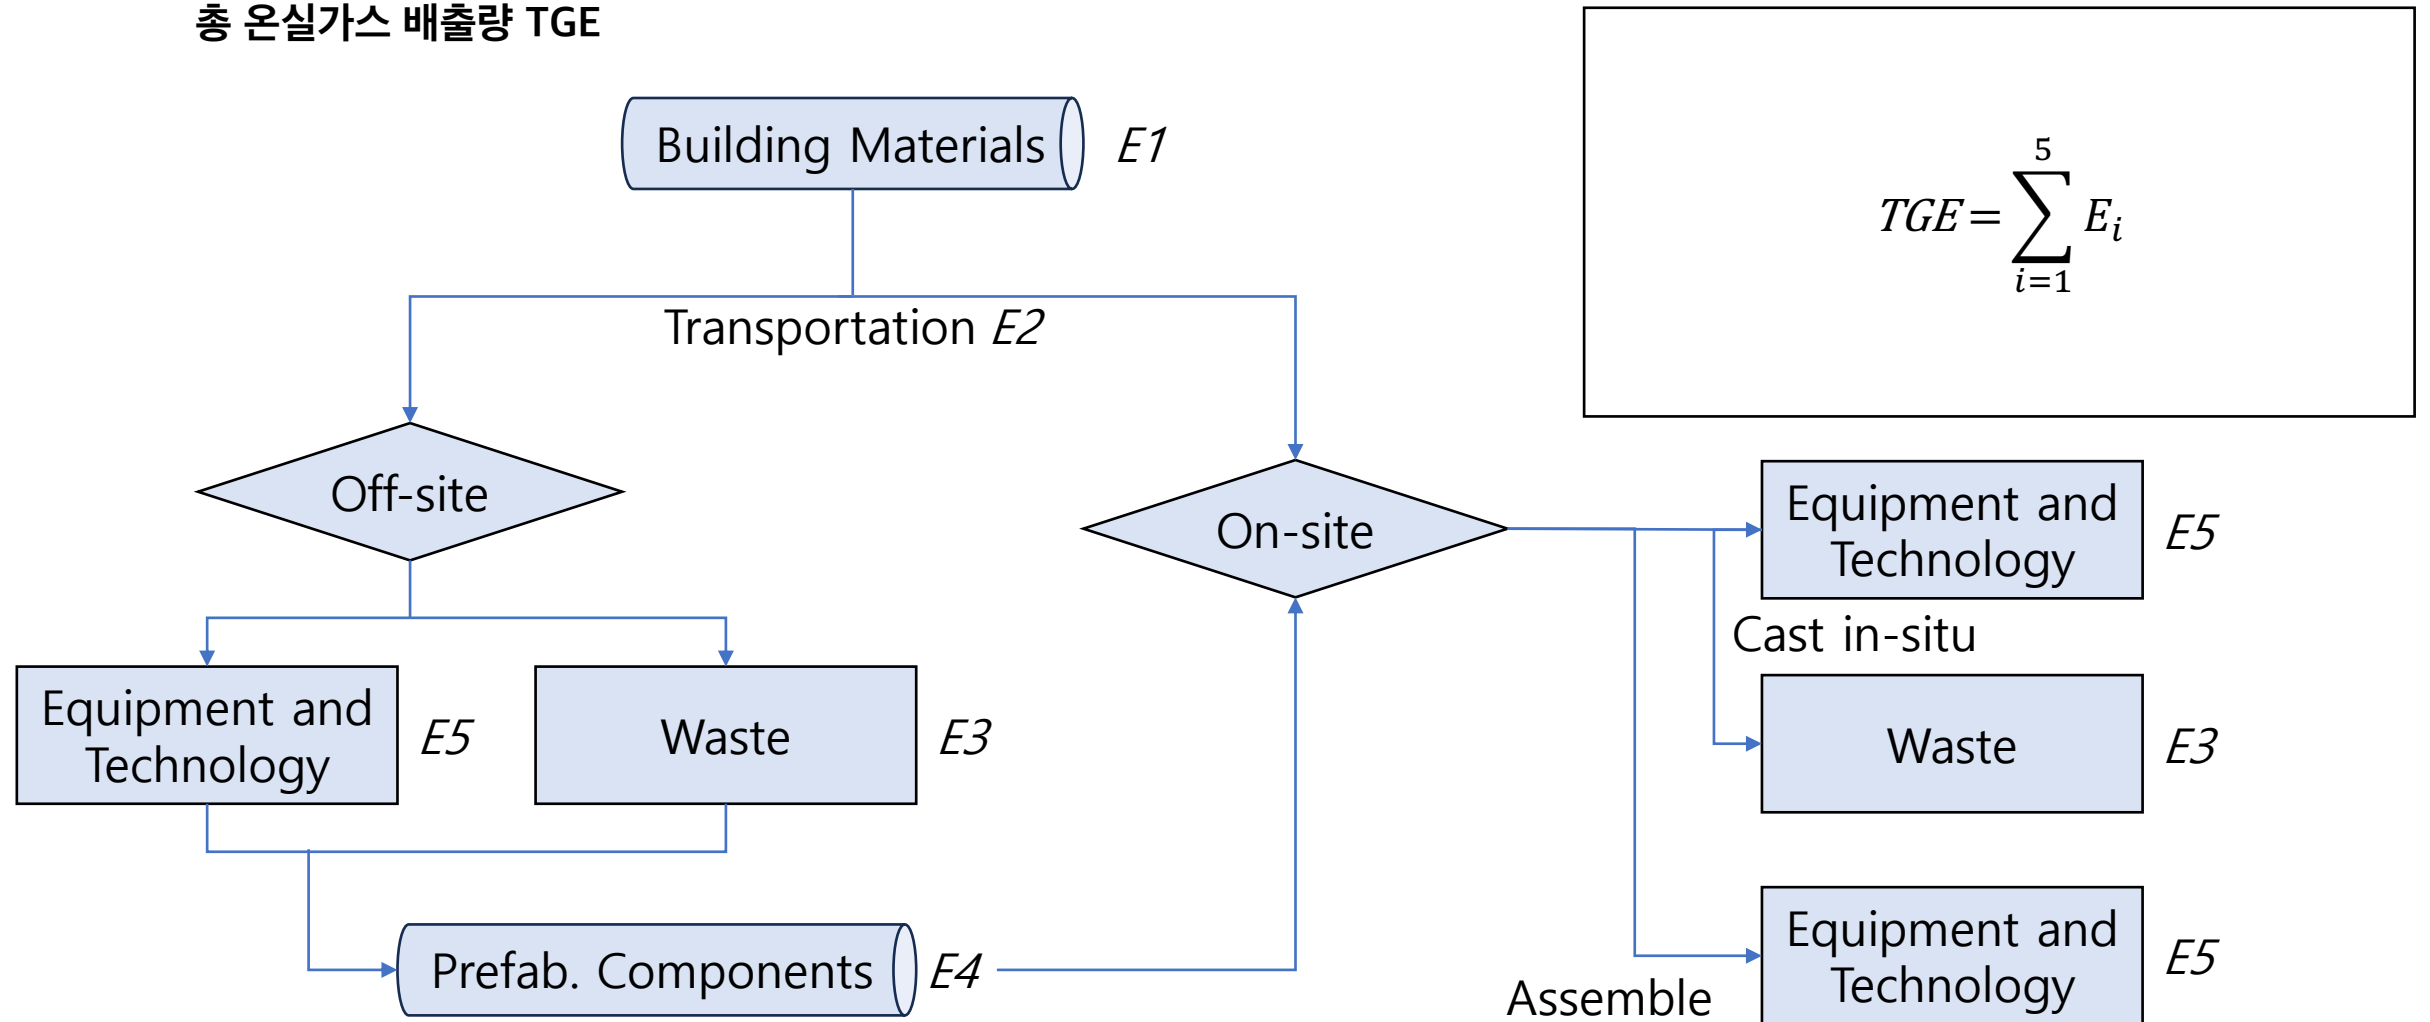 총 온실가스 배출량 TGE
Building Materials E1
TGE = \sum_{i=1}^{5} E_i
Transportation E2
Off-site
On-site
Equipment and
Technology
E5
Cast in-situ
Waste
E3
Equipment and
Technology
E5
Waste
E3
Prefab. Components E4
Equipment and
Technology
E5
Assemble